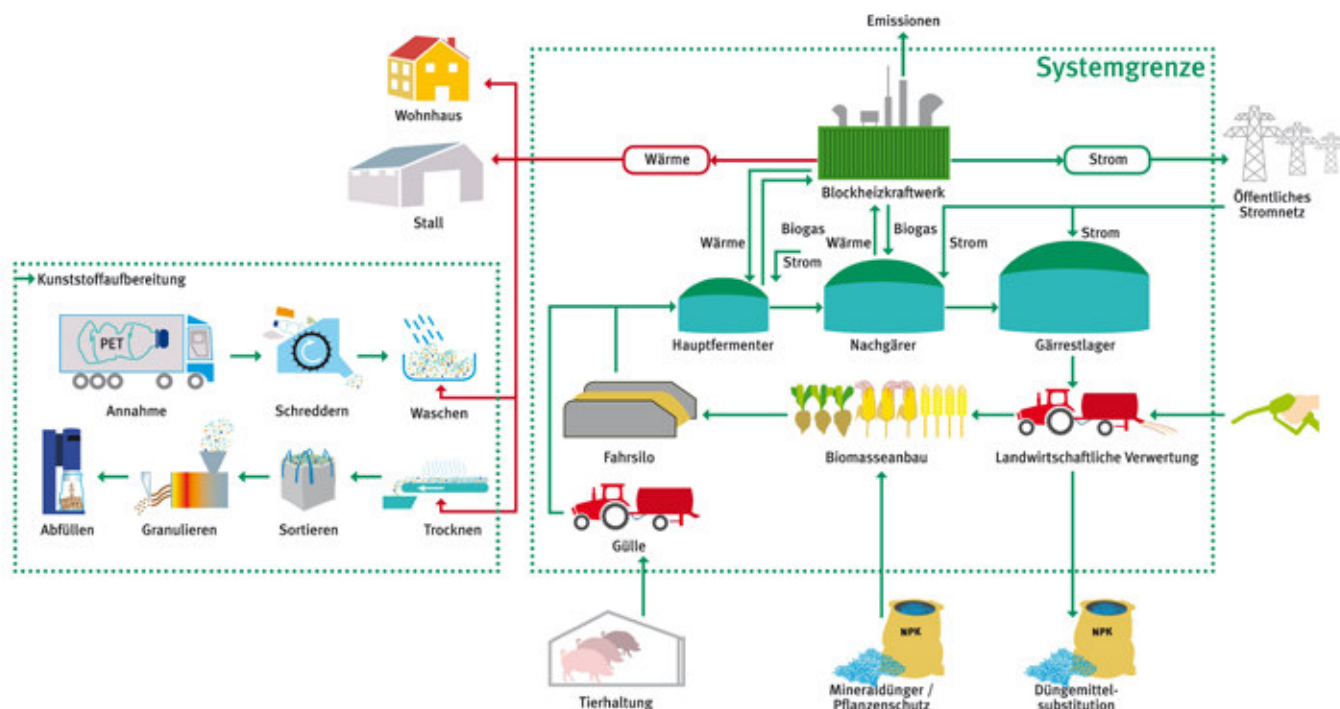 Emissionen
Systemgrenze
Wohnhaus
Wärme
Strom
Blockheizkraftwerk
Öffentliches
Stromnetz
Stall
Wärme
Biogas
Strom
Wärme
Biogas
Strom
Strom
Kunststoffaufbereitung
PET
Annahme
Schreddern
Waschen
Hauptfermenter
Nachgärer
Gärrestlager
Fahrsilo
Biomasseanbau
Landwirtschaftliche Verwertung
Abfüllen
Granulieren
Sortieren
Trocknen
Gülle
Tierhaltung
NPK
Mineraldünger /
Pflanzenschutz
NPK
Düngemittel-
substitution